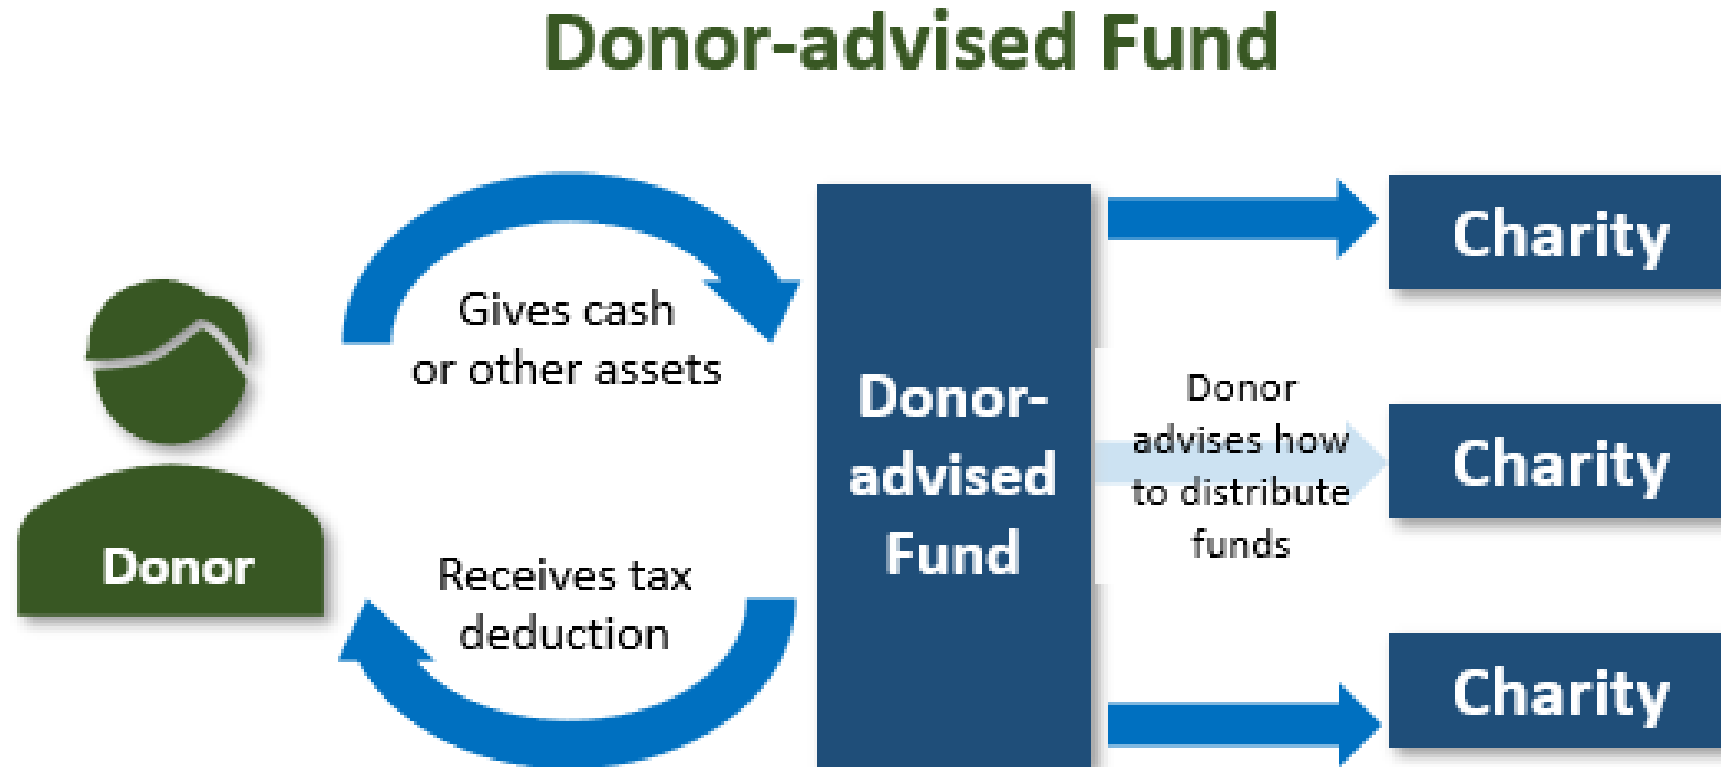 Donor-advised Fund
Gives cash
or other assets
Donor
Receives tax
deduction
Donor-
advised
Fund
Donor
advises how
to distribute
funds
Charity
Charity
Charity